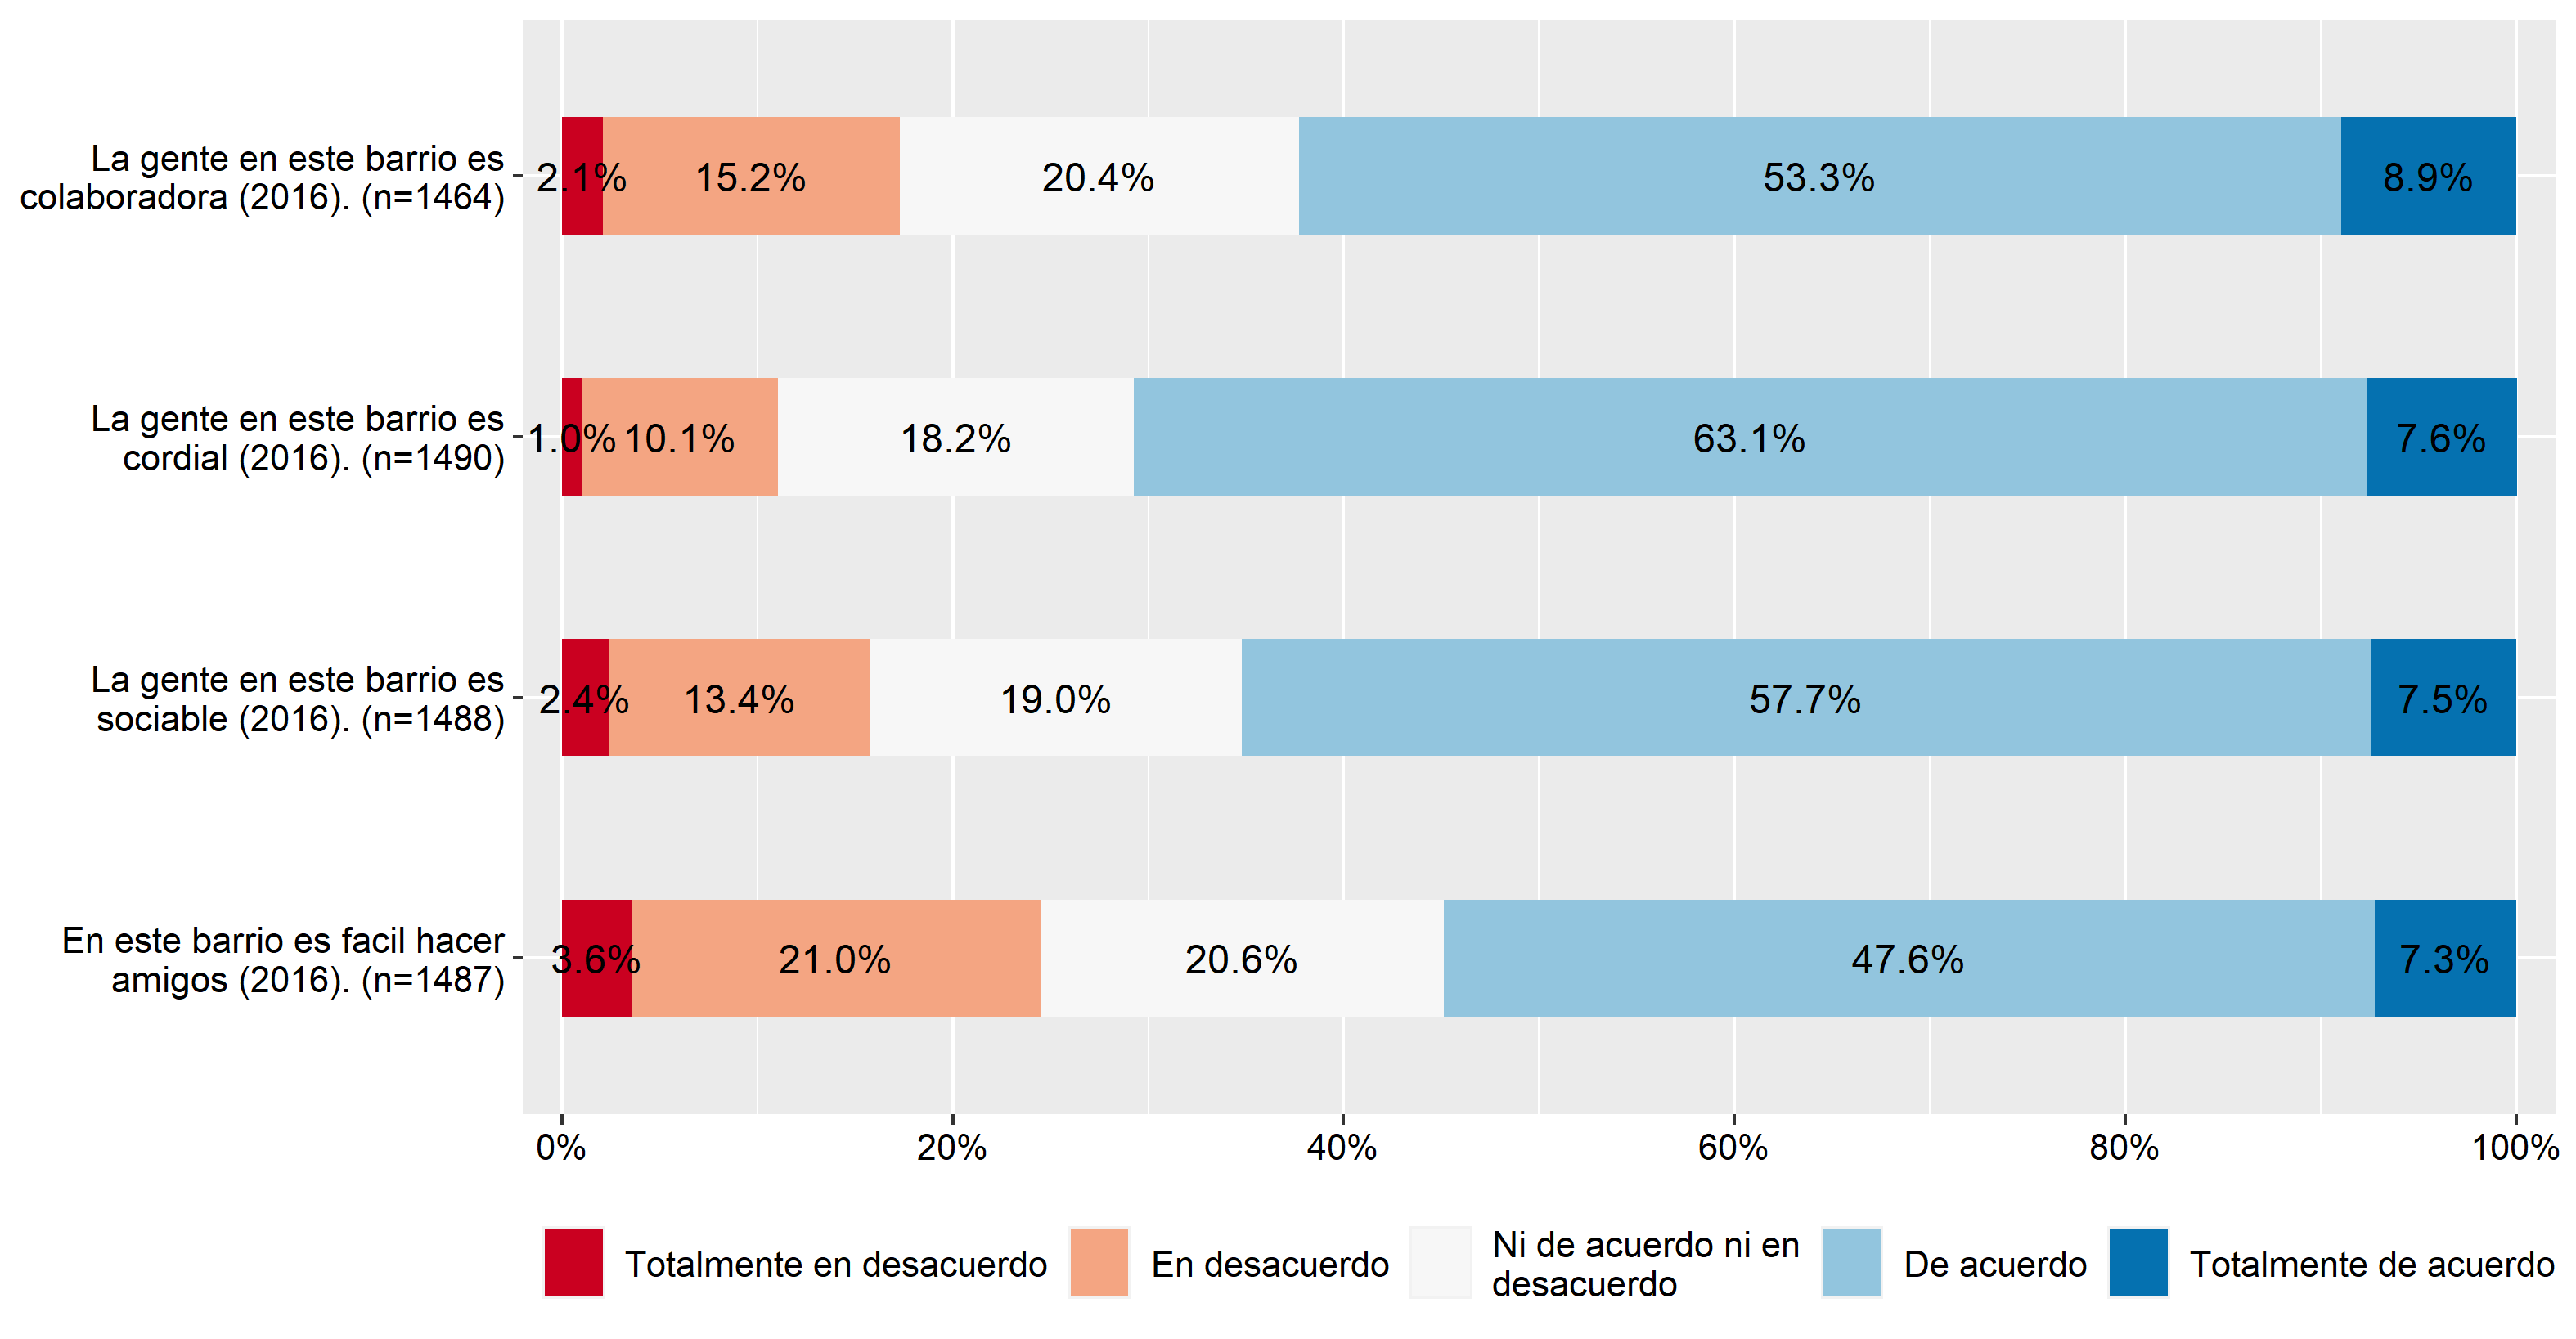 La gente en este barrio es
colaboradora (2016). (n=1464)
2.1% 15.2% 20.4% 53.3% 8.9%
La gente en este barrio es
cordial (2016). (n=1490)
1.0% 10.1% 18.2% 63.1% 7.6%
La gente en este barrio es
sociable (2016). (n=1488)
2.4% 13.4% 19.0% 57.7% 7.5%
En este barrio es facil hacer
amigos (2016). (n=1487)
3.6% 21.0% 20.6% 47.6% 7.3%
0% 20% 40% 60% 80% 100%
Totalmente en desacuerdo
En desacuerdo
Ni de acuerdo ni en
desacuerdo
De acuerdo
Totalmente de acuerdo